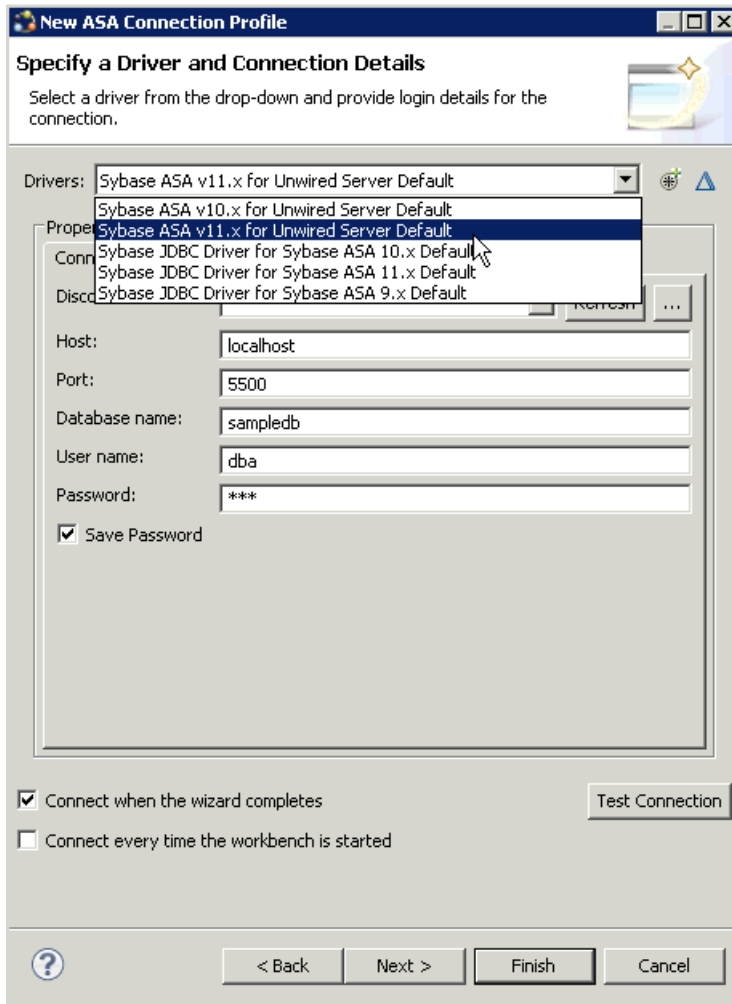 New ASA Connection Profile
Specify a Driver and Connection Details
Select a driver from the drop-down and provide login details for the
connection.
Drivers: Sybase ASA v11.x for Unwired Server Default
Sybase ASA v10.x for Unwired Server Default
Sybase ASA v11.x for Unwired Server Default
Sybase JDBC Driver for Sybase ASA 10.x Default
Sybase JDBC Driver for Sybase ASA 11.x Default
Sybase JDBC Driver for Sybase ASA 9.x Default
...
Host: localhost
Port: 5500
Database name: sampledb
User name: dba
Password: ***
Save Password
Connect when the wizard completes
Test Connection
Connect every time the workbench is started
? < Back Next > Finish Cancel